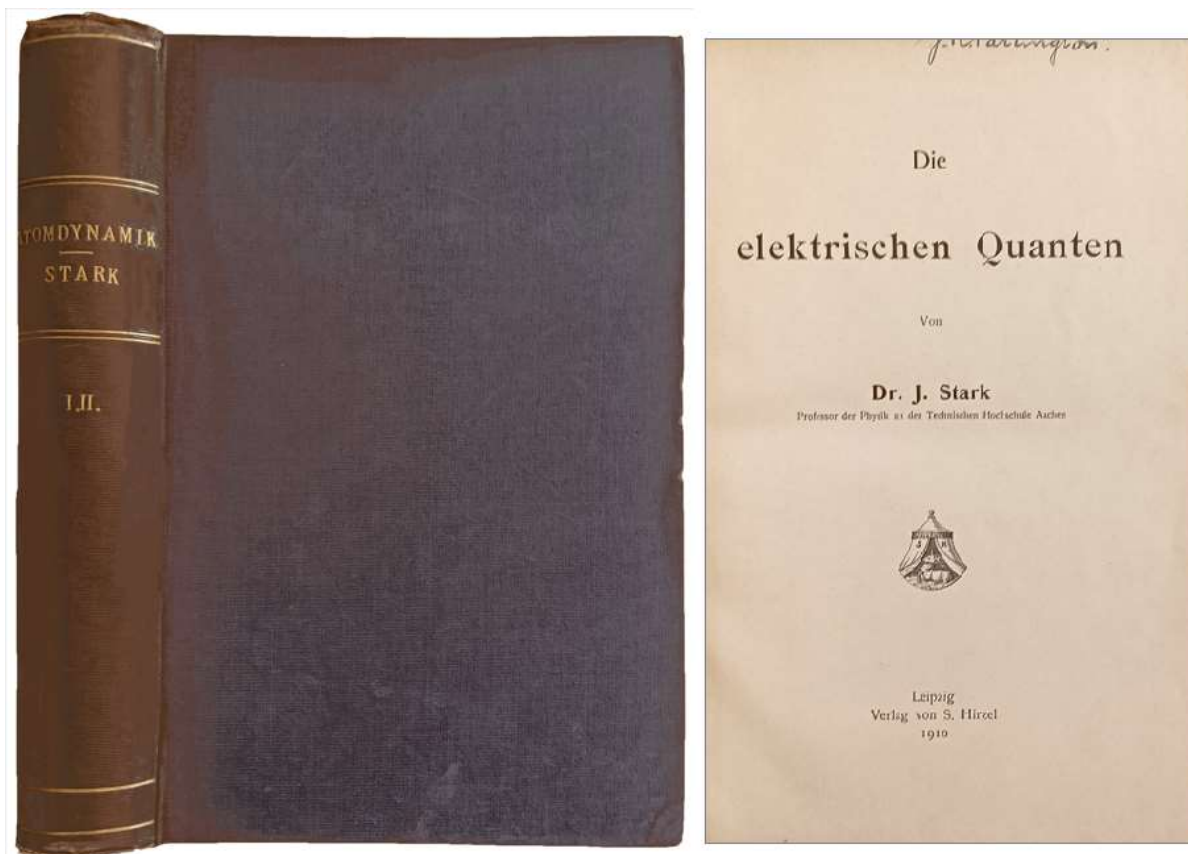 ATOMDYNAMIK
STARK
I.II.
J.R.Partington.
Die
elektrischen Quanten
Von
Dr. J. Stark
Professor der Physik an der Technischen Hochschule Aachen
Leipzig
Verlag von S. Hirzel
1910